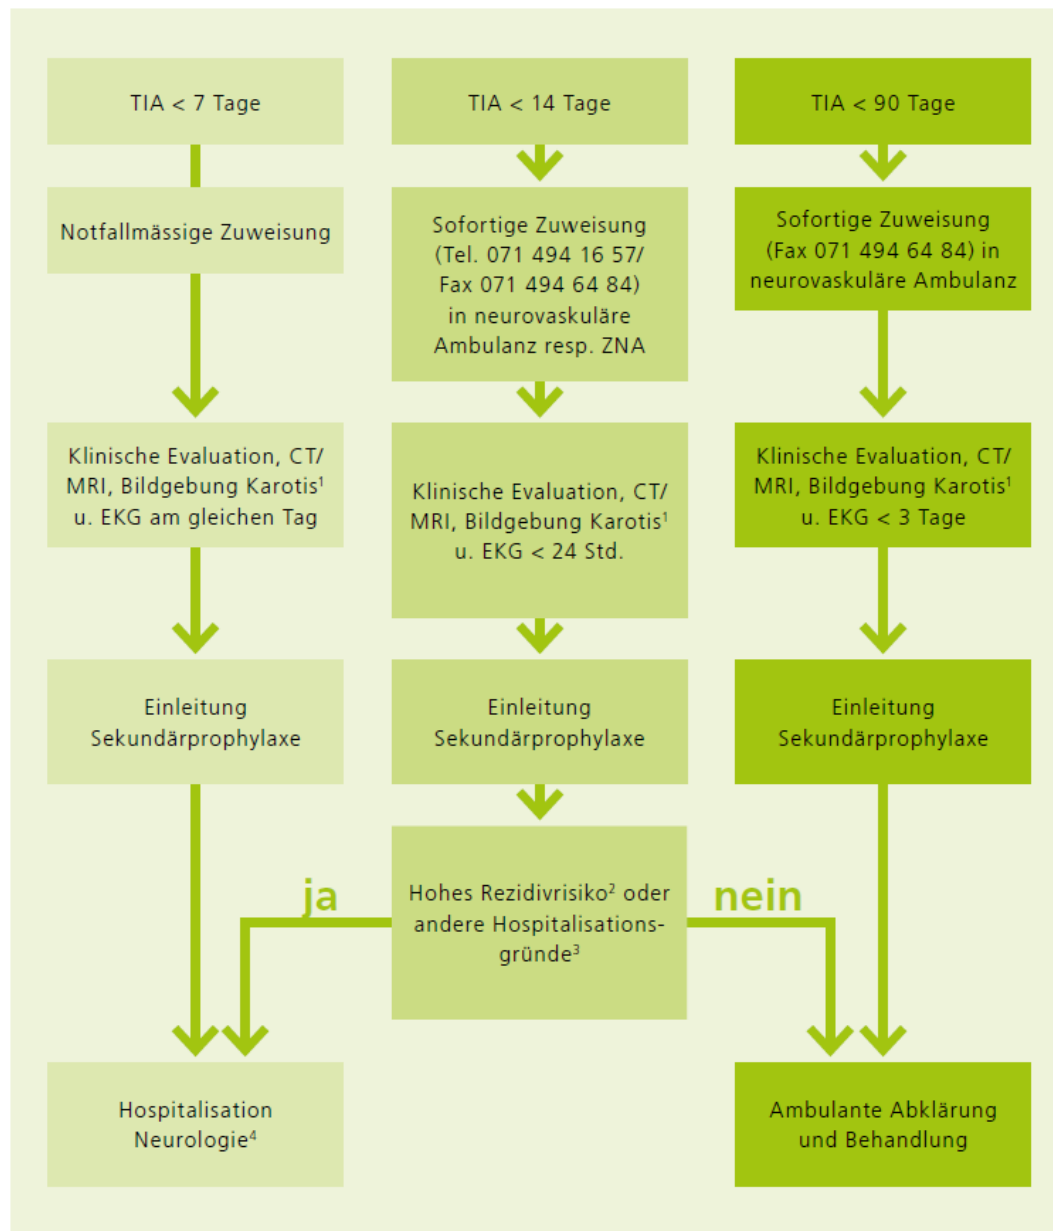 TIA < 7 Tage
Notfallmässige Zuweisung
Klinische Evaluation, CT/
MRI, Bildgebung Karotis¹
u. EKG am gleichen Tag
Einleitung
Sekundärprophylaxe
TIA < 14 Tage
Sofortige Zuweisung
(Tel. 071 494 16 57/
Fax 071 494 64 84)
in neurovaskuläre
Ambulanz resp. ZNA
Klinische Evaluation, CT/
MRI, Bildgebung Karotis¹
u. EKG < 24 Std.
Einleitung
Sekundärprophylaxe
TIA < 90 Tage
Sofortige Zuweisung
(Fax 071 494 64 84) in
neurovaskuläre Ambulanz
Klinische Evaluation, CT/
MRI, Bildgebung Karotis¹
u. EKG < 3 Tage
Einleitung
Sekundärprophylaxe
ja
Hohes Rezidivrisiko² oder
andere Hospitalisations-
gründe³
nein
Hospitalisation
Neurologie⁴
Ambulante Abklärung
und Behandlung